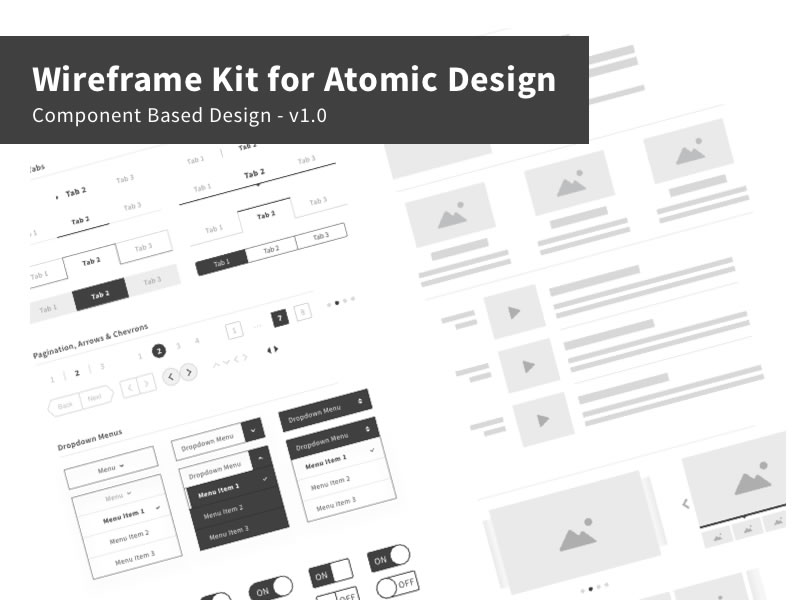 Wireframe Kit for Atomic Design
Component Based Design - v1.0
Tab 2
Tab 3
Tab 1
Tab 2
Tab 3
Tab 2
Tab 3
Tab 1
Tab 2
Tab 3
Tab 1
Tab 2
Tab 3
Tab 1
Tab 2
Tab 3
Tab 1
Tab 2
Tab 3
Tab 1
Tab 2
Tab 3
Pagination, Arrows & Chevrons
1 | 2 | 3
1 2 3 4
1 ... 7 8
Back Next
Dropdown Menus
Menu
Dropdown Menu
Dropdown Menu
Menu
Menu Item 1
Menu Item 2
Menu Item 3
Dropdown Menu
Menu Item 1
Menu Item 2
Menu Item 3
Dropdown Menu
Menu Item 1
Menu Item 2
Menu Item 3
ON
ON
ON
OFF
OFF